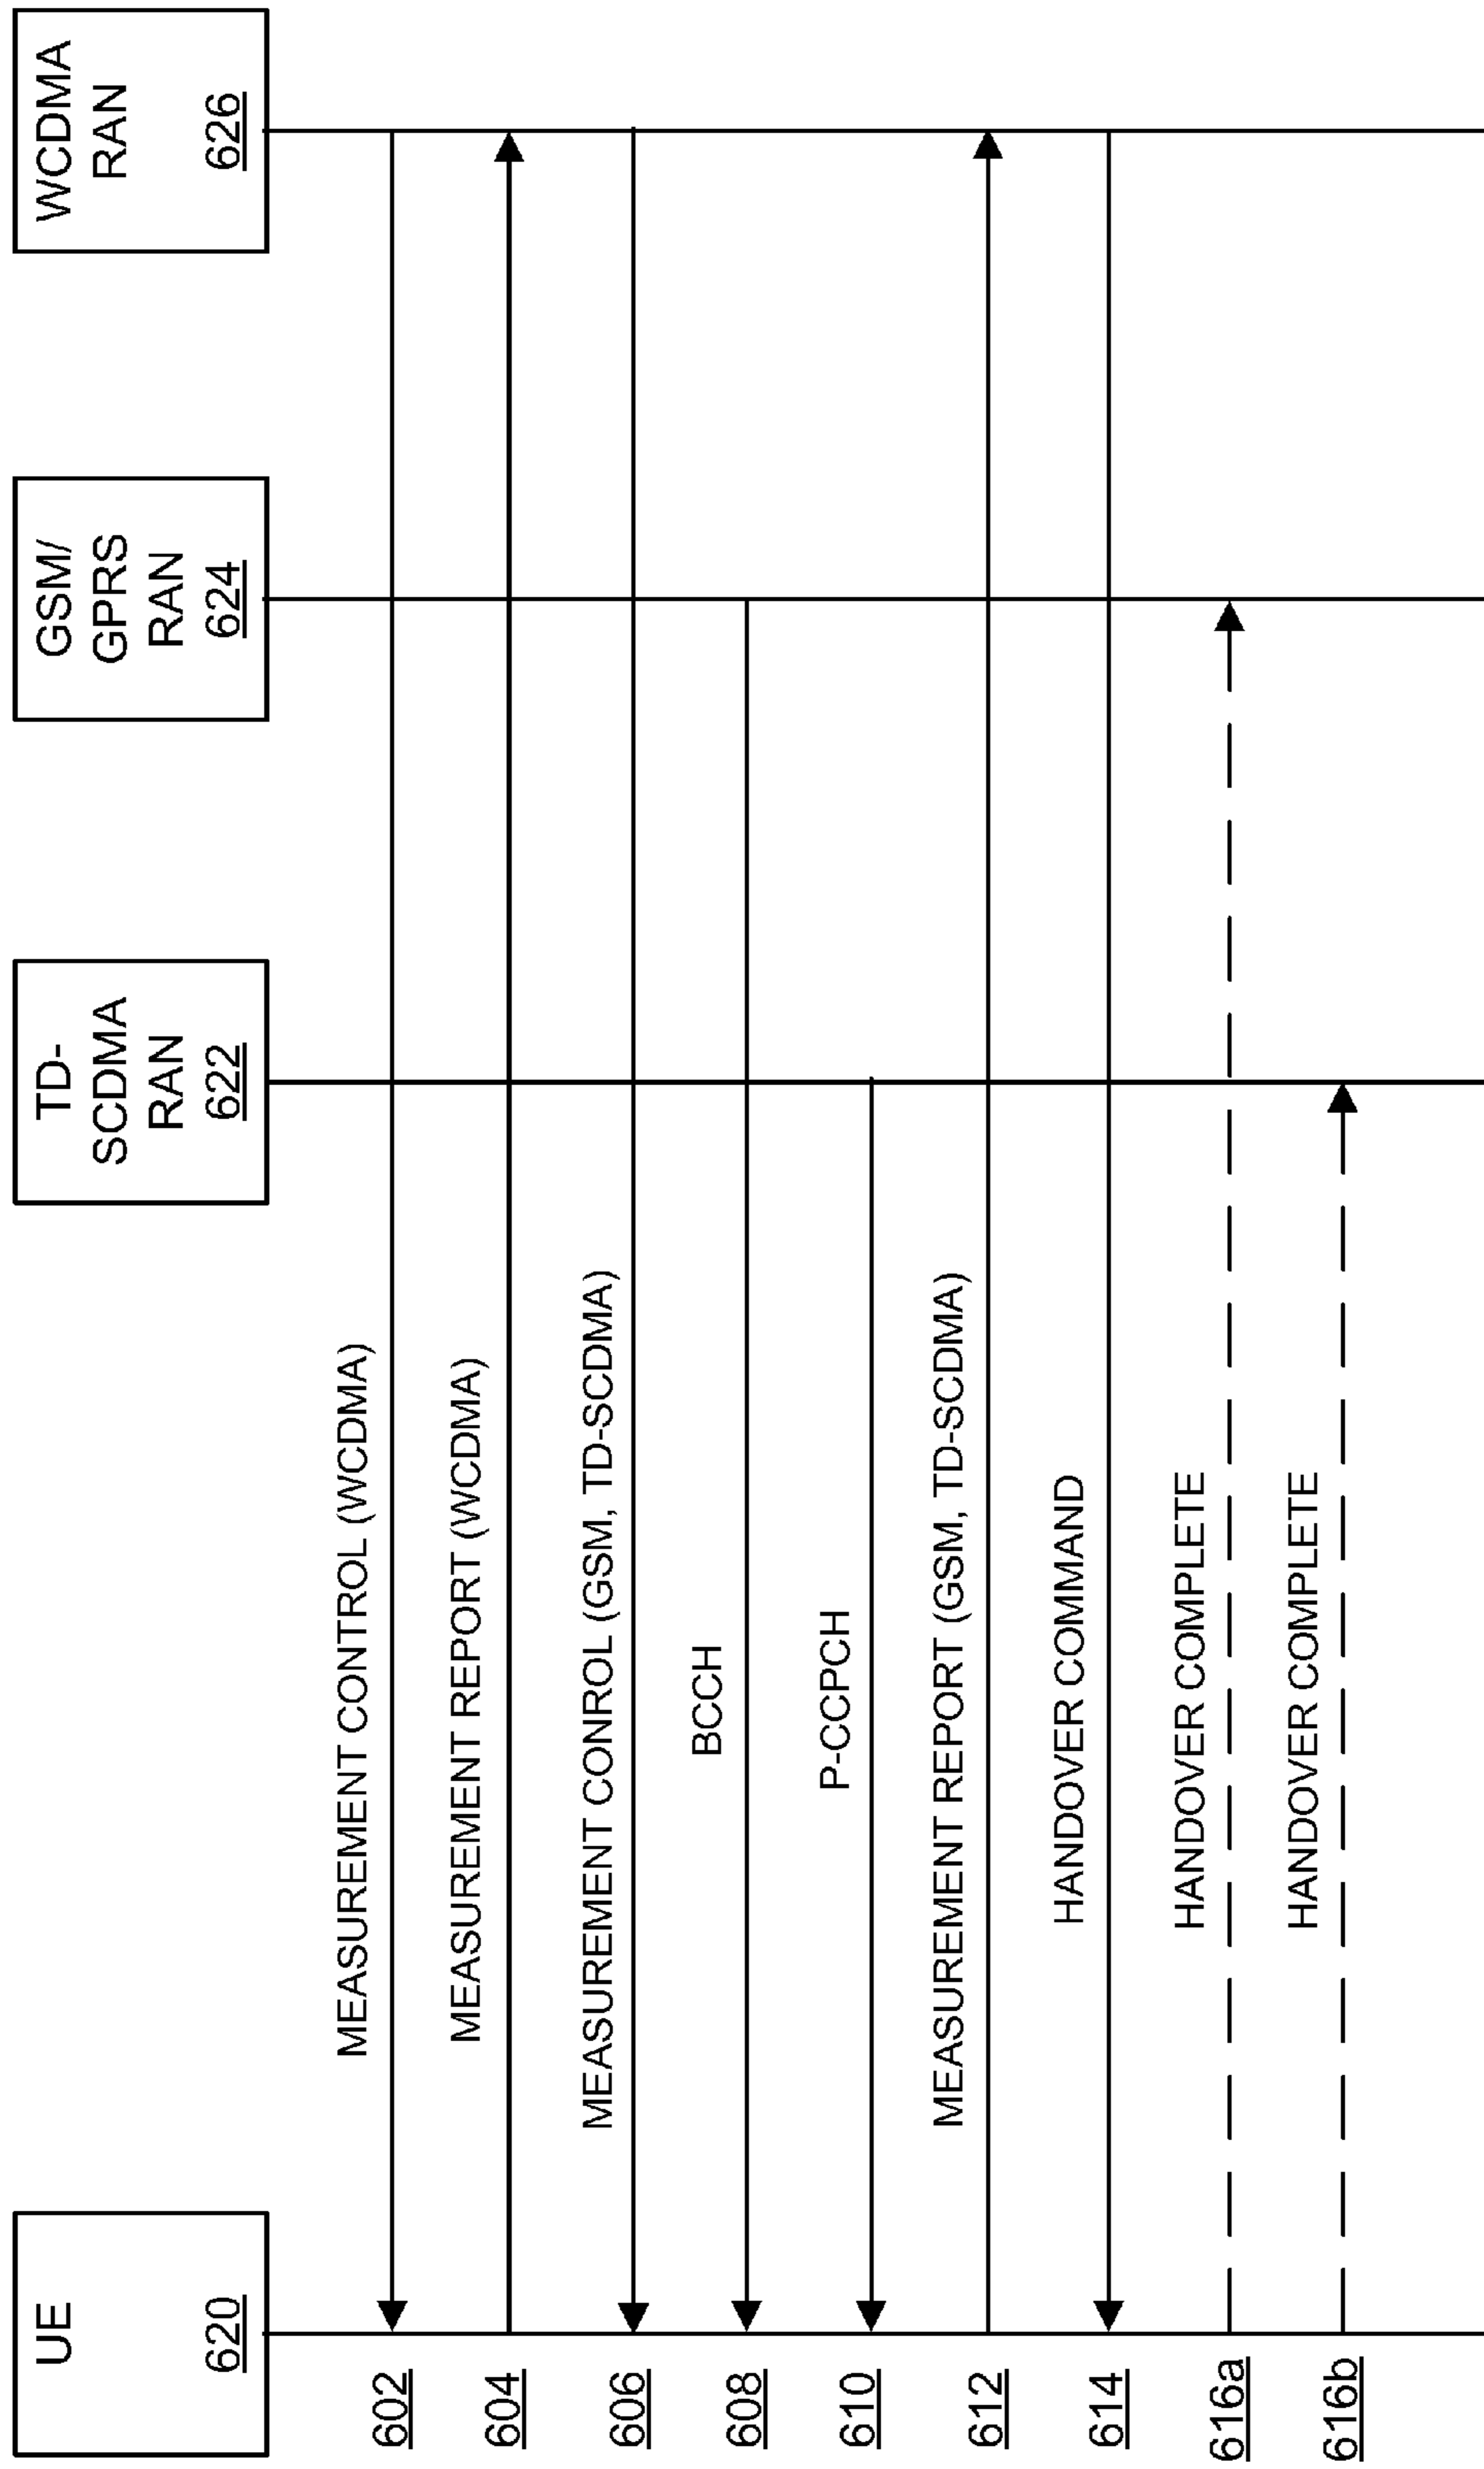 UE
620
TD-
SCDMA
RAN
622
GSM/
GPRS
RAN
624
WCDMA
RAN
626
602
MEASUREMENT CONTROL (WCDMA)
604
MEASUREMENT REPORT (WCDMA)
606
MEASUREMENT CONROL (GSM, TD-SCDMA)
608
BCCH
610
P-CCPCH
612
MEASUREMENT REPORT (GSM, TD-SCDMA)
614
HANDOVER COMMAND
616a
HANDOVER COMPLETE
616b
HANDOVER COMPLETE